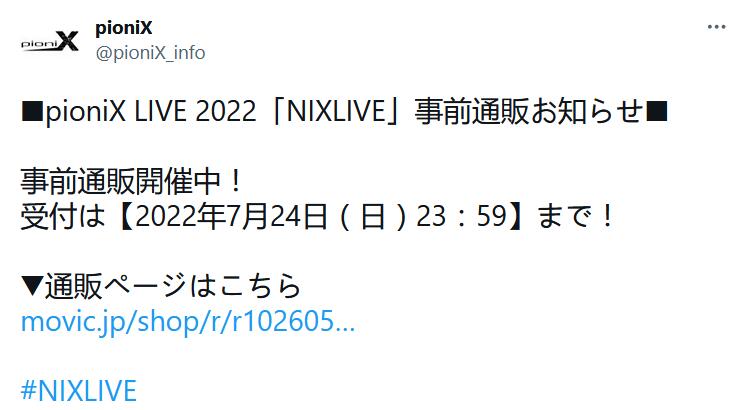 pioniX
pioniX
@pioniX_info
■pioniX LIVE 2022「NIXLIVE」事前通販お知らせ■
事前通販開催中！
受付は【2022年7月24日（日）23：59】まで！
▼通販ページはこちら
movic.jp/shop/r/r102605…
#NIXLIVE